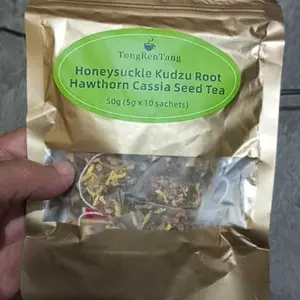 TongRenTang
Honeysuckle Kudzu Root
Hawthorn Cassia Seed Tea
50g (5g x 10 sachets)